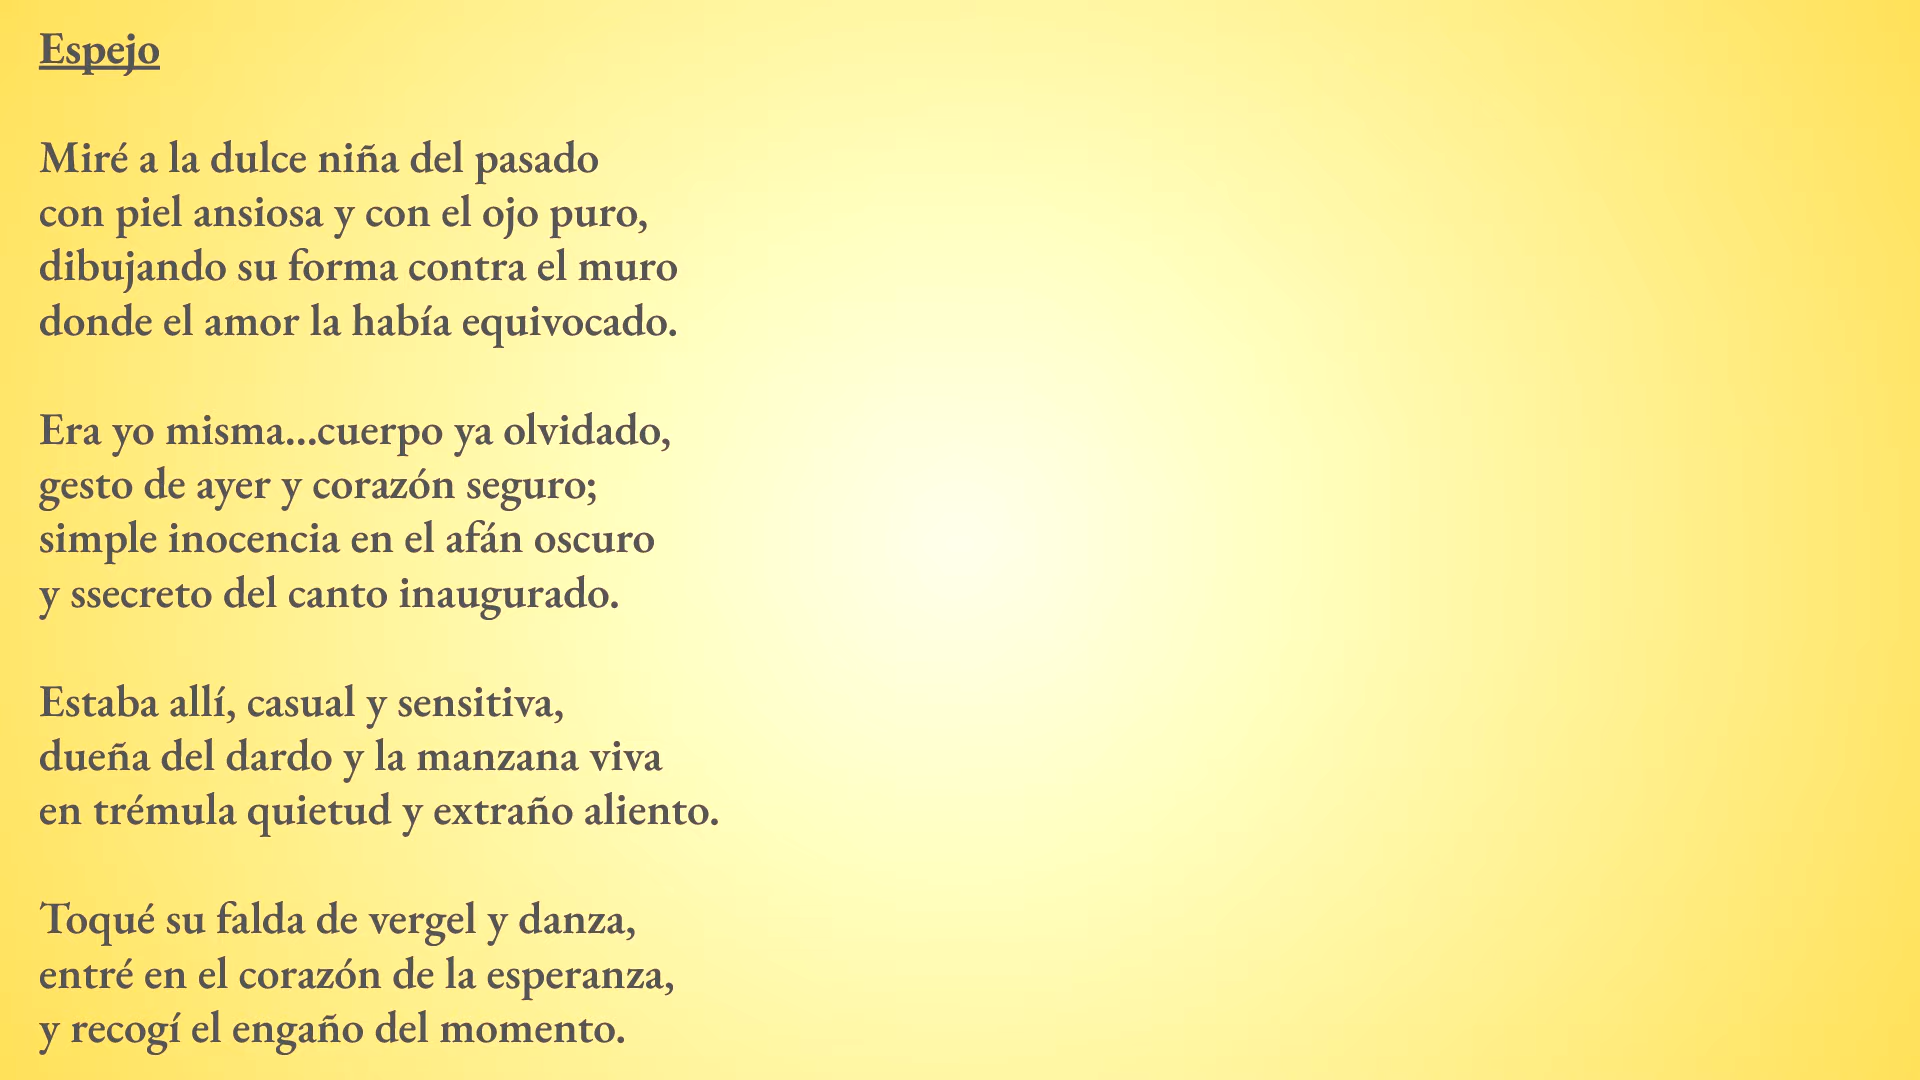 Espejo
Miré a la dulce niña del pasado
con piel ansiosa y con el ojo puro,
dibujando su forma contra el muro
donde el amor la había equivocado.
Era yo misma...cuerpo ya olvidado,
gesto de ayer y corazón seguro;
simple inocencia en el afán oscuro
y ssecreto del canto inaugurado.
Estaba allí, casual y sensitiva,
dueña del dardo y la manzana viva
en trémula quietud y extraño aliento.
Toqué su falda de vergel y danza,
entré en el corazón de la esperanza,
y recogí el engaño del momento.